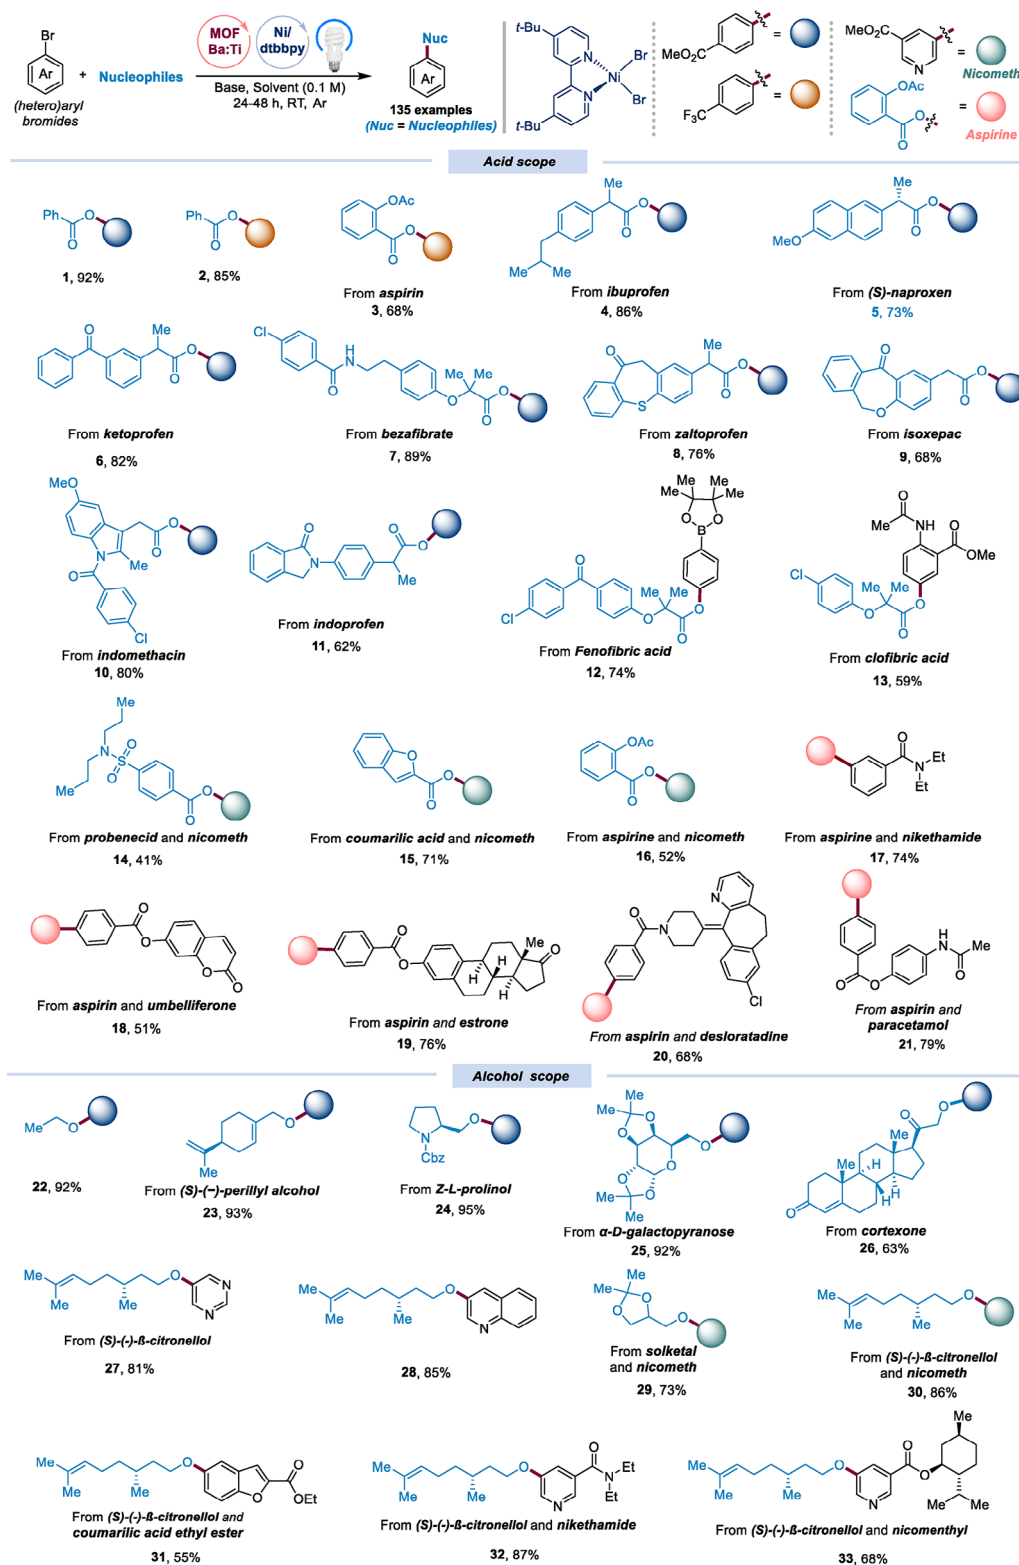 Br
Ar
(hetero)aryl
bromides
+ Nucleophiles
MOF
Ba:Ti
Ni/
dtbbpy
Base, Solvent (0.1 M)
24-48 h, RT, Ar
Nuc
Ar
135 examples
(Nuc = Nucleophiles)
t-Bu
N
N
Ni
Br
Br
t-Bu
MeO₂C
=
F₃C
=
MeO₂C
N
=
Nicometh
OAc
O
O
=
Aspirine
Acid scope
Ph
O
O
1, 92%
Ph
O
O
2, 85%
OAc
O
O
From aspirin
3, 68%
Me
O
O
Me
Me
From ibuprofen
4, 86%
Me
O
O
MeO
From (S)-naproxen
5, 73%
O
Me
O
O
From ketoprofen
6, 82%
Cl
H
N
O
Me
Me
O
O
O
From bezafibrate
7, 89%
O
Me
O
O
S
From zaltoprofen
8, 76%
O
O
O
O
From isoxepac
9, 68%
MeO
O
O
N
Me
O
Cl
From indomethacin
10, 80%
O
N
O
O
Me
From indoprofen
11, 62%
Me
Me
Me
Me
O
O
B
O
Cl
Me
Me
O
O
O
From Fenofibric acid
12, 74%
O
Me
NH
O
OMe
Cl
Me
Me
O
O
O
From clofibric acid
13, 59%
Me
N
O
S
O
Me
O
O
From probenecid and nicometh
14, 41%
O
O
O
From coumarilic acid and nicometh
15, 71%
OAc
O
O
From aspirine and nicometh
16, 52%
O
N
Et
Et
From aspirine and nikethamide
17, 74%
O
O
O
O
From aspirin and umbelliferone
18, 51%
O
O
Me
O
H
H
H
From aspirin and estrone
19, 76%
N
O
N
Cl
From aspirin and desloratadine
20, 68%
H
N
Me
O
O
O
From aspirin and
paracetamol
21, 79%
Alcohol scope
Me
O
22, 92%
O
Me
From (S)-(−)-perillyl alcohol
23, 93%
O
N
Cbz
From Z-L-prolinol
24, 95%
Me
Me
O
O
O
O
O
O
Me
Me
From α-D-galactopyranose
25, 92%
O
O
Me
Me
H
H
H
O
From cortexone
26, 63%
Me
Me
Me
O
N
N
From (S)-(-)-ß-citronellol
27, 81%
Me
Me
Me
O
N
28, 85%
Me
Me
O
O
O
From solketal
and nicometh
29, 73%
Me
Me
Me
O
From (S)-(-)-ß-citronellol
and nicometh
30, 86%
Me
Me
Me
O
O
O
OEt
From (S)-(-)-ß-citronellol and
coumarilic acid ethyl ester
31, 55%
Me
Me
Me
O
N
O
N
Et
Et
From (S)-(-)-ß-citronellol and nikethamide
32, 87%
Me
Me
Me
O
N
O
O
Me
Me
Me
From (S)-(-)-ß-citronellol and nicomenthyl
33, 68%